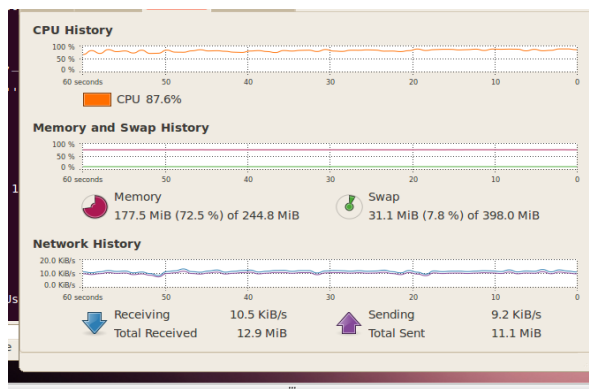 CPU History
100 %
50 %
0 %
60 seconds 50 40 30 20 10 0
CPU 87.6%
Memory and Swap History
100 %
50 %
0 %
60 seconds 50 40 30 20 10 0
Memory Swap
177.5 MiB (72.5 %) of 244.8 MiB 31.1 MiB (7.8 %) of 398.0 MiB
Network History
20.0 KiB/s
10.0 KiB/s
0.0 KiB/s
60 seconds 50 40 30 20 10 0
Receiving 10.5 KiB/s Sending 9.2 KiB/s
Total Received 12.9 MiB Total Sent 11.1 MiB